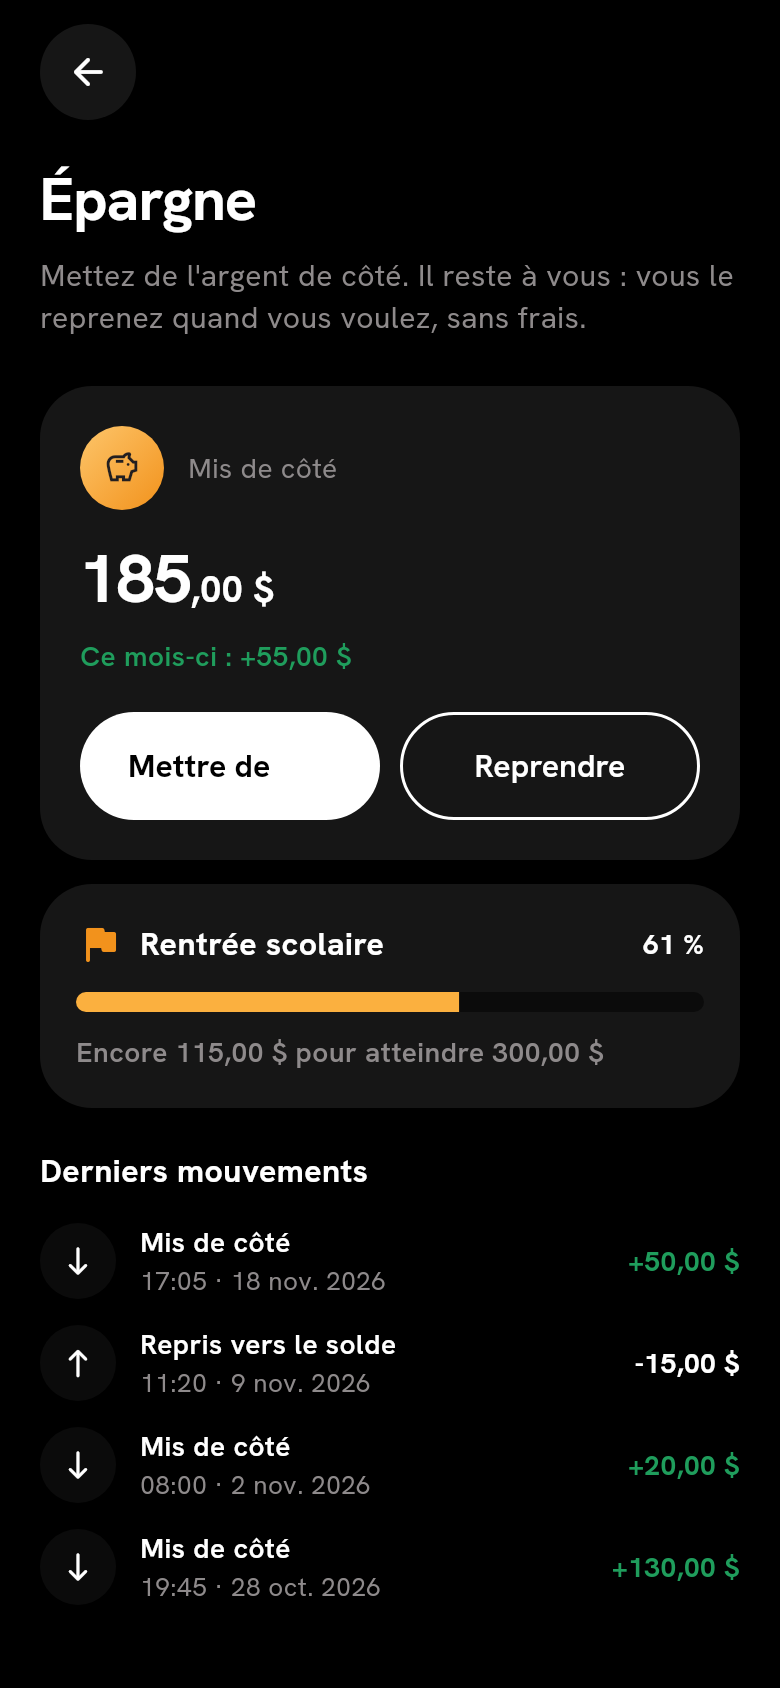 Épargne
Mettez de l'argent de côté. Il reste à vous : vous le
reprenez quand vous voulez, sans frais.
Mis de côté
185,00 $
Ce mois-ci : +55,00 $
Mettre de
Reprendre
Rentrée scolaire
61 %
Encore 115,00 $ pour atteindre 300,00 $
Derniers mouvements
Mis de côté
17:05 · 18 nov. 2026
+50,00 $
Repris vers le solde
11:20 · 9 nov. 2026
-15,00 $
Mis de côté
08:00 · 2 nov. 2026
+20,00 $
Mis de côté
19:45 · 28 oct. 2026
+130,00 $